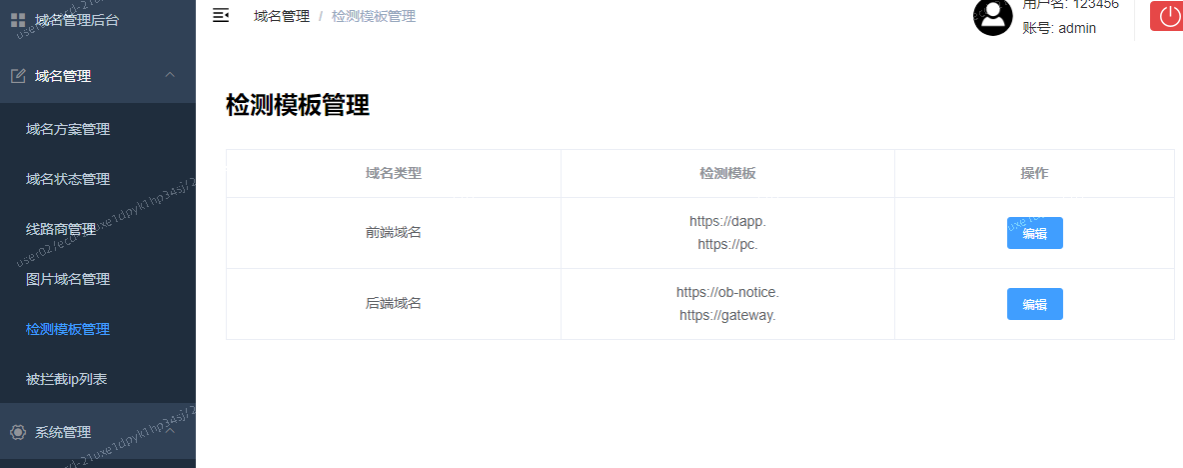 域名管理后台
域名管理 / 检测模板管理
用户名: 123456
账号: admin
域名管理
域名方案管理
域名状态管理
线路商管理
图片域名管理
检测模板管理
被拦截ip列表
系统管理
检测模板管理
域名类型 检测模板 操作
前端域名 https://dapp. 编辑
https://pc.
后端域名 https://ob-notice. 编辑
https://gateway.